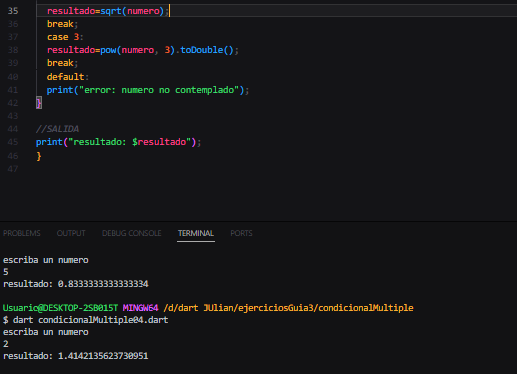 35 resultado=sqrt(numero);
36 break;
37 case 3:
38 resultado=pow(numero, 3).toDouble();
39 break;
40 default:
41 print("error: numero no contemplado");
42 }
43
44 //SALIDA
45 print("resultado: $resultado");
46 }
47
PROBLEMS OUTPUT DEBUG CONSOLE TERMINAL PORTS
escriba un numero
5
resultado: 0.8333333333333334
Usuario@DESKTOP-2SB015T MINGW64 /d/dart JUlian/ejerciciosGuia3/condicionalMultiple
$ dart condicionalMultiple04.dart
escriba un numero
2
resultado: 1.4142135623730951